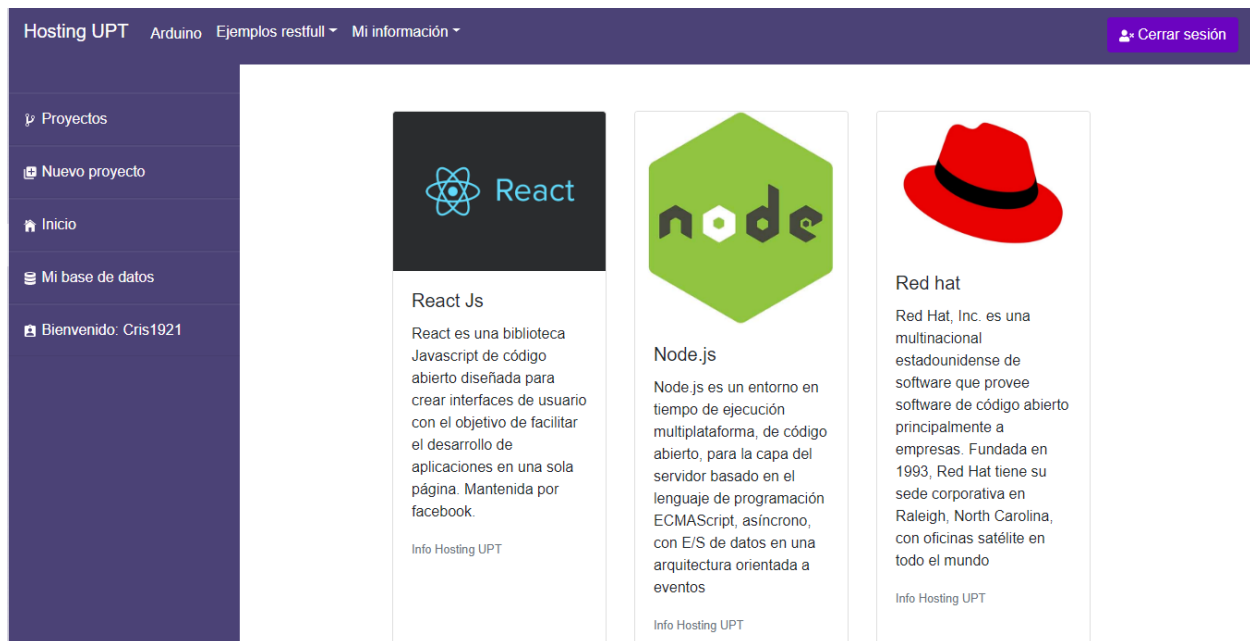 Hosting UPT Arduino Ejemplos restfull Mi información Cerrar sesión
Proyectos
Nuevo proyecto
Inicio
Mi base de datos
Bienvenido: Cris1921
React
React Js
React es una biblioteca
Javascript de código
abierto diseñada para
crear interfaces de usuario
con el objetivo de facilitar
el desarrollo de
aplicaciones en una sola
página. Mantenida por
facebook.
Info Hosting UPT
node
Node.js
Node.js es un entorno en
tiempo de ejecución
multiplataforma, de código
abierto, para la capa del
servidor basado en el
lenguaje de programación
ECMAScript, asíncrono,
con E/S de datos en una
arquitectura orientada a
eventos
Info Hosting UPT
Red hat
Red Hat, Inc. es una
multinacional
estadounidense de
software que provee
software de código abierto
principalmente a
empresas. Fundada en
1993, Red Hat tiene su
sede corporativa en
Raleigh, North Carolina,
con oficinas satélite en
todo el mundo
Info Hosting UPT